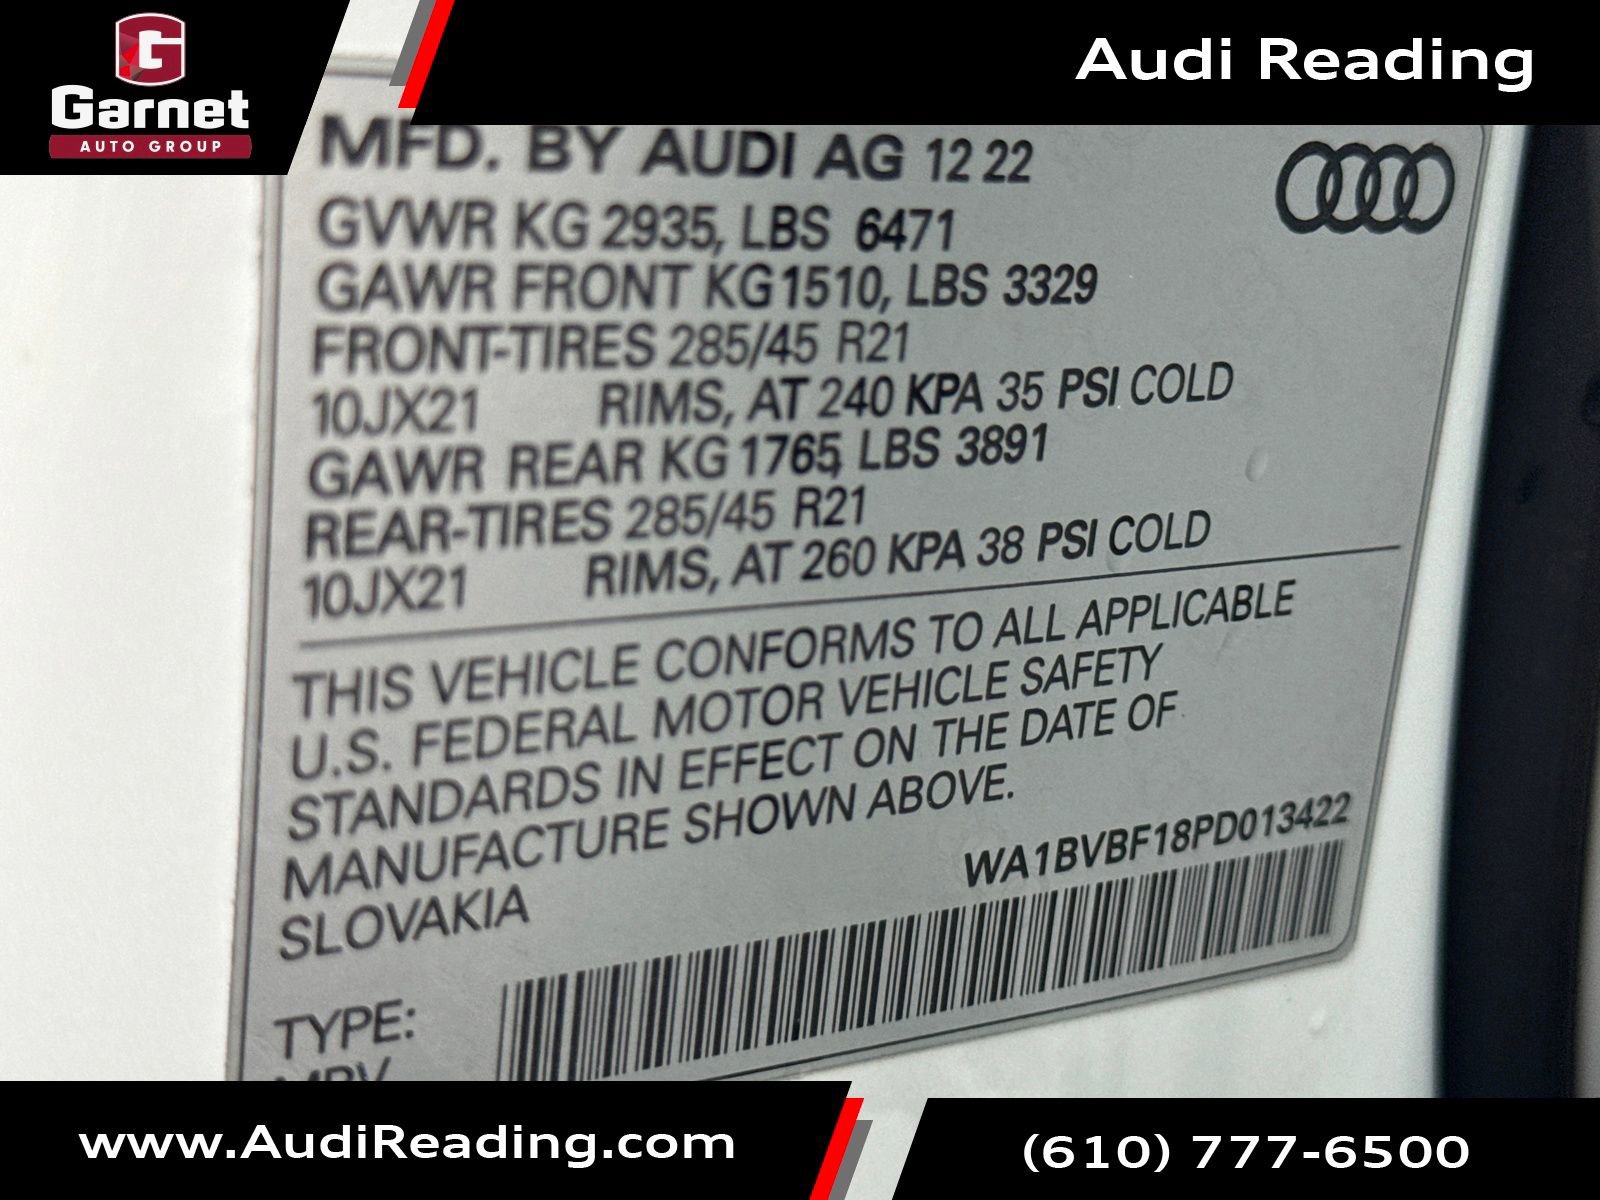 G
Garnet
AUTO GROUP
Audi Reading
MFD. BY AUDI AG 12 22
GVWR KG 2935, LBS 6471
GAWR FRONT KG 1510, LBS 3329
FRONT-TIRES 285/45 R21
10JX21 RIMS, AT 240 KPA 35 PSI COLD
GAWR REAR KG 1765, LBS 3891
REAR-TIRES 285/45 R21
10JX21 RIMS, AT 260 KPA 38 PSI COLD
THIS VEHICLE CONFORMS TO ALL APPLICABLE
U.S. FEDERAL MOTOR VEHICLE SAFETY
STANDARDS IN EFFECT ON THE DATE OF
MANUFACTURE SHOWN ABOVE.
WA1BVBF18PD013422
SLOVAKIA
TYPE:
www.AudiReading.com
(610) 777-6500